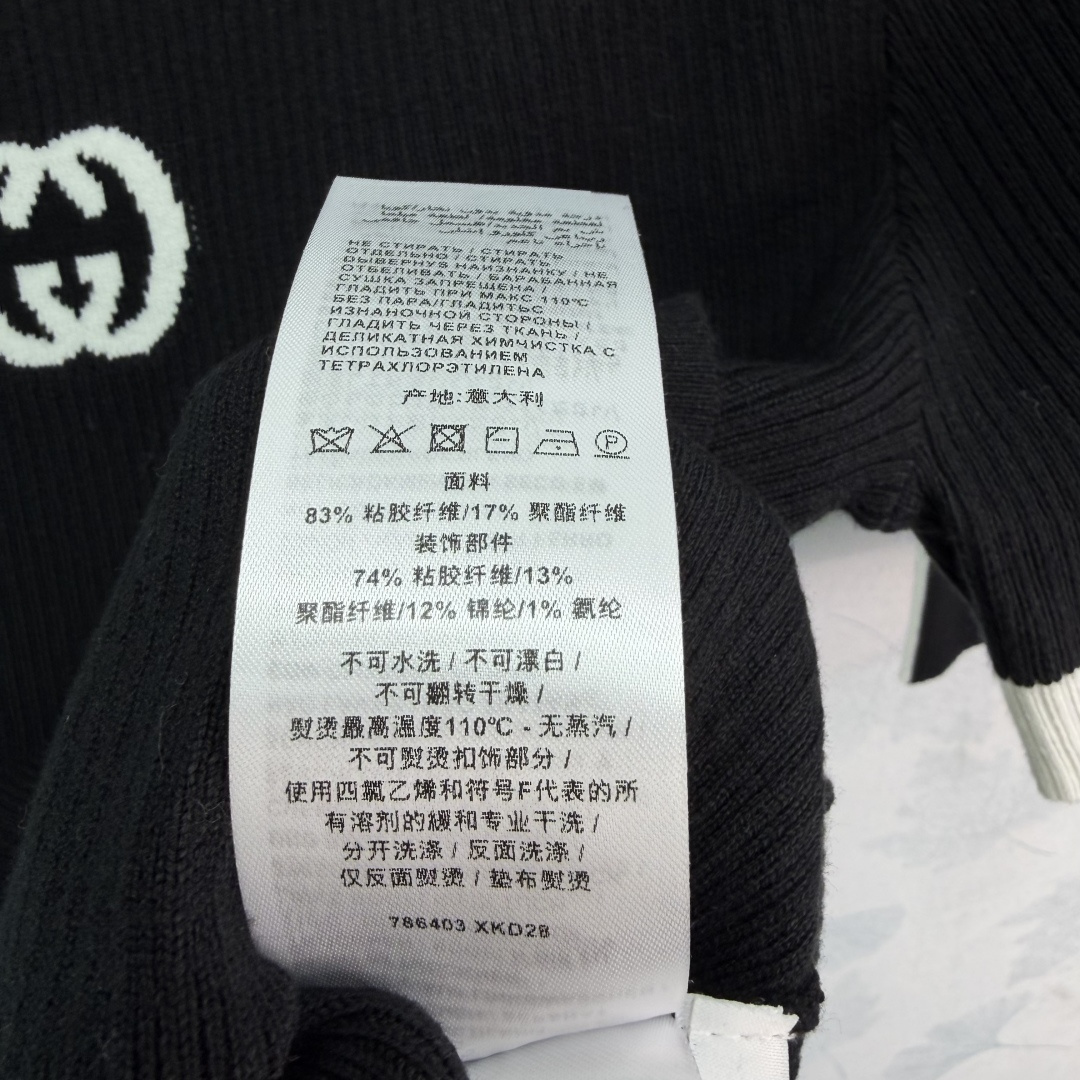 НЕ СТИРАТЬ / СТИРАТЬ
ОТДЕЛЬНО / СТИРАТЬ
ВЫВЕРНУВ НАИЗНАНКУ / НЕ
ОТБЕЛИВАТЬ / БАРАБАННАЯ
СУШКА ЗАПРЕЩЕНА /
ГЛАДИТЬ ПРИ МАКС 110°C
БЕЗ ПАРА/ГЛАДИТЬС
ИЗНАНОЧНОЙ СТОРОНЫ /
ГЛАДИТЬ ЧЕРЕЗ ТКАНЬ /
ДЕЛИКАТНАЯ ХИМЧИСТКА С
ИСПОЛЬЗОВАНИЕМ
ТЕТРАХЛОРЭТИЛЕНА
产地:意大利
P
面料
83% 粘胶纤维/17% 聚酯纤维
装饰部件
74% 粘胶纤维/13%
聚酯纤维/12% 锦纶/1% 氨纶
不可水洗 / 不可漂白 /
不可翻转干燥 /
熨烫最高温度110°C - 无蒸汽 /
不可熨烫扣饰部分 /
使用四氯乙烯和符号F代表的所
有溶剂的缓和专业干洗 /
分开洗涤 / 反面洗涤 /
仅反面熨烫 / 垫布熨烫
786403 XKD2B